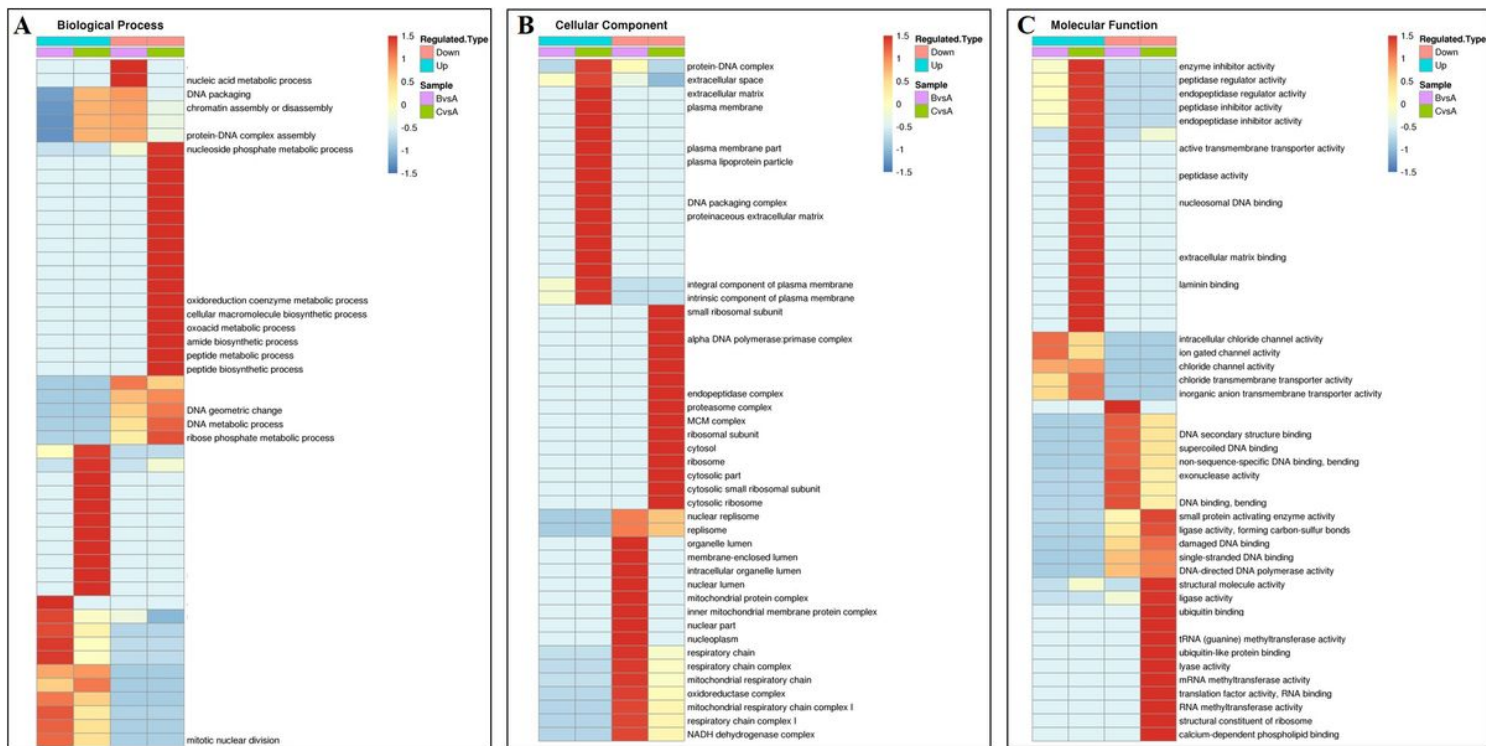 A
Biological Process
nucleic acid metabolic process
DNA packaging
chromatin assembly or disassembly
protein-DNA complex assembly
nucleoside phosphate metabolic process
oxidoreduction coenzyme metabolic process
cellular macromolecule biosynthetic process
oxoacid metabolic process
amide biosynthetic process
peptide metabolic process
peptide biosynthetic process
DNA geometric change
DNA metabolic process
ribose phosphate metabolic process
mitotic nuclear division
1.5
1
0.5
0
-0.5
-1
-1.5
Regulated.Type
Down
Up
Sample
BvsA
CvsA
B
Cellular Component
protein-DNA complex
extracellular space
extracellular matrix
plasma membrane
plasma membrane part
plasma lipoprotein particle
DNA packaging complex
proteinaceous extracellular matrix
integral component of plasma membrane
intrinsic component of plasma membrane
small ribosomal subunit
alpha DNA polymerase:primase complex
endopeptidase complex
proteasome complex
MCM complex
ribosomal subunit
cytosol
ribosome
cytosolic part
cytosolic small ribosomal subunit
cytosolic ribosome
nuclear replisome
replisome
organelle lumen
membrane-enclosed lumen
intracellular organelle lumen
nuclear lumen
mitochondrial protein complex
inner mitochondrial membrane protein complex
nuclear part
nucleoplasm
respiratory chain
respiratory chain complex
mitochondrial respiratory chain
oxidoreductase complex
mitochondrial respiratory chain complex I
respiratory chain complex I
NADH dehydrogenase complex
1.5
1
0.5
0
-0.5
-1
-1.5
Regulated.Type
Down
Up
Sample
BvsA
CvsA
C
Molecular Function
enzyme inhibitor activity
peptidase regulator activity
endopeptidase regulator activity
peptidase inhibitor activity
endopeptidase inhibitor activity
active transmembrane transporter activity
peptidase activity
nucleosomal DNA binding
extracellular matrix binding
laminin binding
intracellular chloride channel activity
ion gated channel activity
chloride channel activity
chloride transmembrane transporter activity
inorganic anion transmembrane transporter activity
DNA secondary structure binding
supercoiled DNA binding
non-sequence-specific DNA binding, bending
exonuclease activity
DNA binding, bending
small protein activating enzyme activity
ligase activity, forming carbon-sulfur bonds
damaged DNA binding
single-stranded DNA binding
DNA-directed DNA polymerase activity
structural molecule activity
ligase activity
ubiquitin binding
tRNA (guanine) methyltransferase activity
ubiquitin-like protein binding
lyase activity
mRNA methyltransferase activity
translation factor activity, RNA binding
RNA methyltransferase activity
structural constituent of ribosome
calcium-dependent phospholipid binding
1.5
1
0.5
0
-0.5
-1
-1.5
Regulated.Type
Down
Up
Sample
BvsA
CvsA